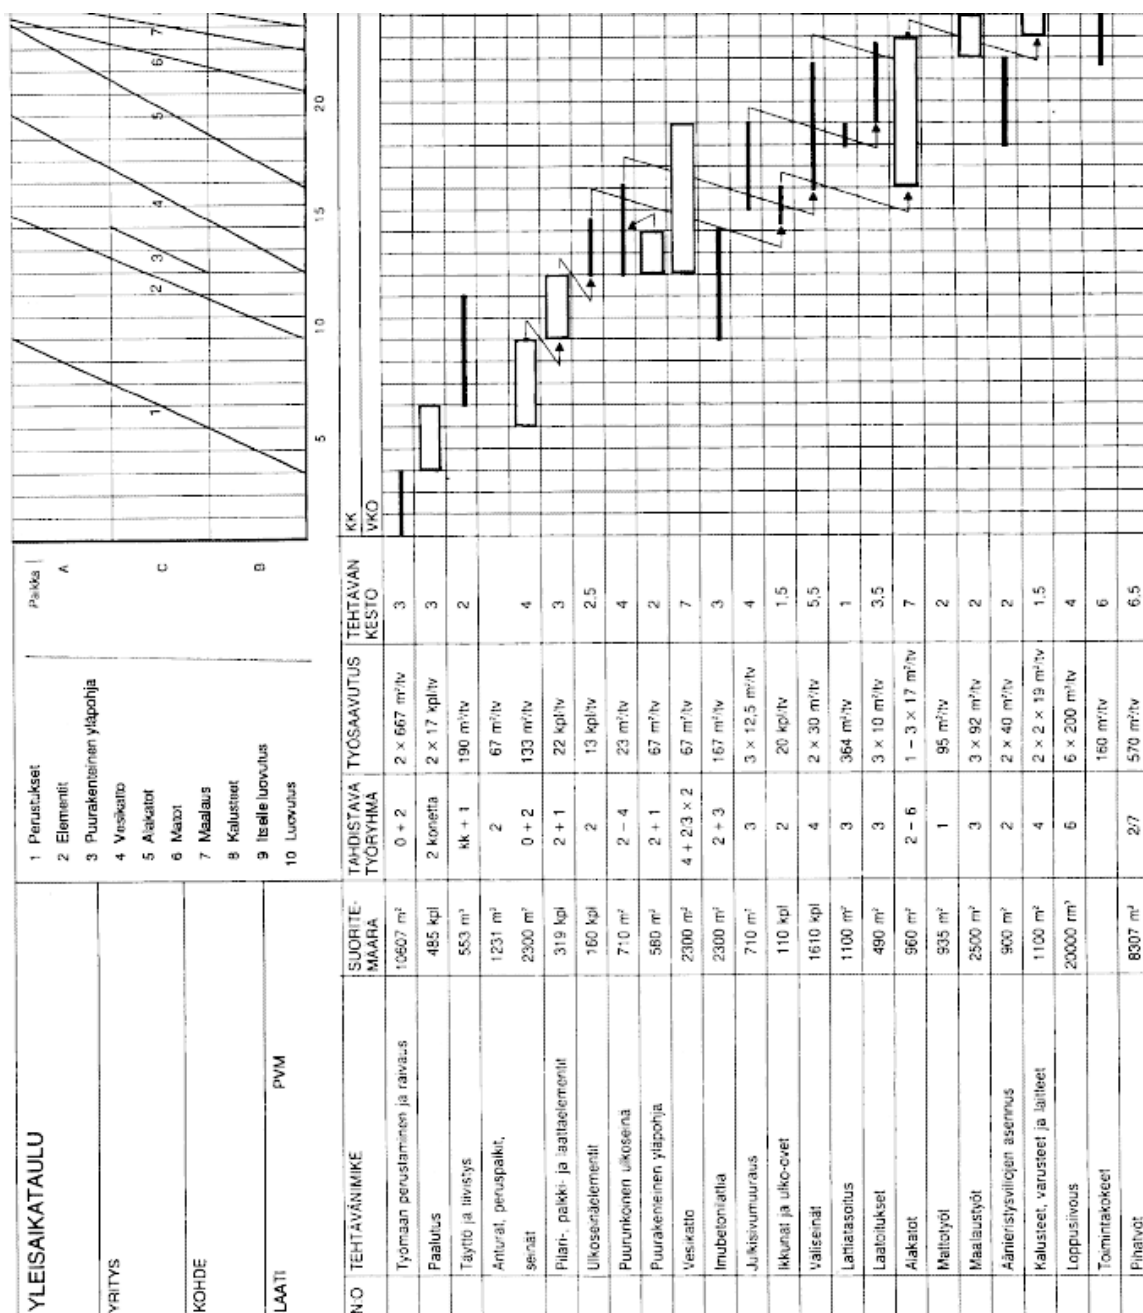 YLEISAIKATAULU
YRITYS
KOHDE
LAATI PVM
1 Perustukset
2 Elementit
3 Puurakenteinen yläpohja
4 Vesikatto
5 Alakatot
6 Matot
7 Maalaus
8 Kalusteet
9 Itselle luovutus
10 Luovutus
Paikka
A
C
B
1 2 3 4 5 6 7
5 10 15 20
N:O TEHTÄVÄNIMIKE SUORITE- MÄÄRÄ TAHDISTAVA TYÖRYHMÄ TYÖSAAVUTUS TEHTÄVÄN KESTO KK VKO
Työmaan perustaminen ja raivaus 10607 m² 0 + 2 2 × 667 m²/tv 3
Paalutus 485 kpl 2 konetta 2 × 17 kpl/tv 3
Täyttö ja tiivistys 553 m³ kk + 1 190 m³/tv 2
Anturat, peruspalkit, 1231 m² 2 67 m²/tv
seinät 2300 m² 0 + 2 133 m²/tv 4
Pilari-, palkki- ja laattaelementit 319 kpl 2 + 1 22 kpl/tv 3
Ulkoseinäelementit 160 kpl 2 13 kpl/tv 2.5
Puurunkoinen ulkoseinä 710 m² 2 – 4 23 m²/tv 4
Puurakenteinen yläpohja 580 m² 2 + 1 67 m²/tv 2
Vesikatto 2300 m² 4 + 2/3 × 2 67 m²/tv 7
Imubetonilattia 2300 m² 2 + 3 167 m²/tv 3
Julkisivumuuraus 710 m² 3 3 × 12,5 m²/tv 4
Ikkunat ja ulko-ovet 110 kpl 2 20 kpl/tv 1,5
Väliseinät 1610 kpl 4 2 × 30 m²/tv 5,5
Lattiatasoitus 1100 m² 3 364 m²/tv 1
Laatoitukset 490 m² 3 3 × 10 m²/tv 3,5
Alakatot 960 m² 2 – 6 1 – 3 × 17 m²/tv 7
Mattotyöt 935 m² 1 95 m²/tv 2
Maalaustyöt 2500 m² 3 3 × 92 m²/tv 2
Äänieristysvillojen asennus 900 m² 2 2 × 40 m²/tv 2
Kalusteet, varusteet ja laitteet 1100 m² 4 2 × 2 × 19 m²/tv 1.5
Loppusiivous 20000 rm³ 6 6 × 200 m³/tv 4
Toimintakokeet 160 m³/tv 6
Pihatyöt 8307 m² 2/7 570 m²/tv 6.5